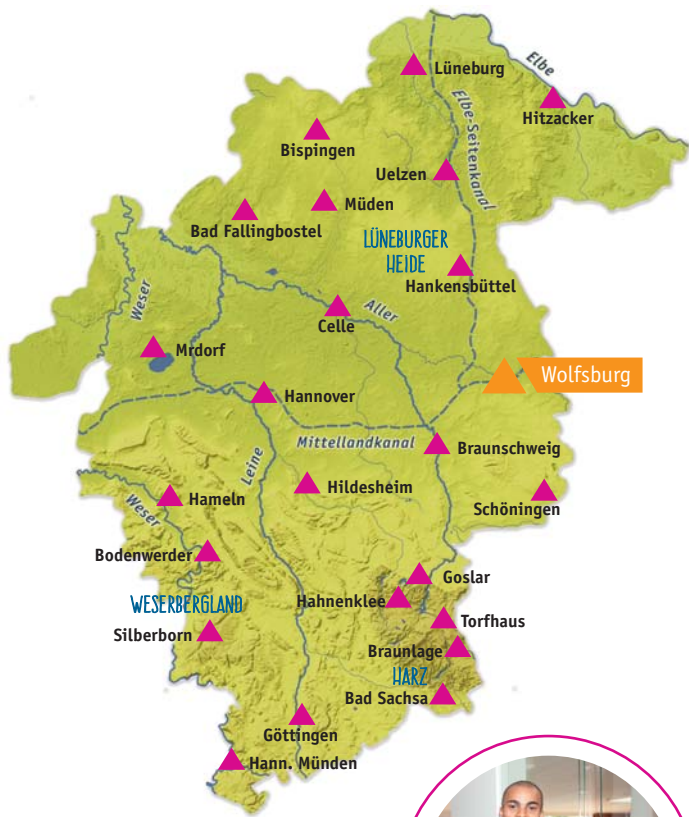 Lüneburg
Elbe
Hitzacker
Elbe-Seitenkanal
Bispingen
Uelzen
Müden
Bad Fallingbostel
LÜNEBURGER
HEIDE
Hankensbüttel
Weser
Aller
Celle
Mrdorf
Wolfsburg
Hannover
Mittellandkanal
Braunschweig
Leine
Hildesheim
Hameln
Schöningen
Weser
Bodenwerder
Goslar
WESERBERGLAND
Hahnenklee
Torfhaus
Silberborn
Braunlage
HARZ
Bad Sachsa
Göttingen
Hann. Münden